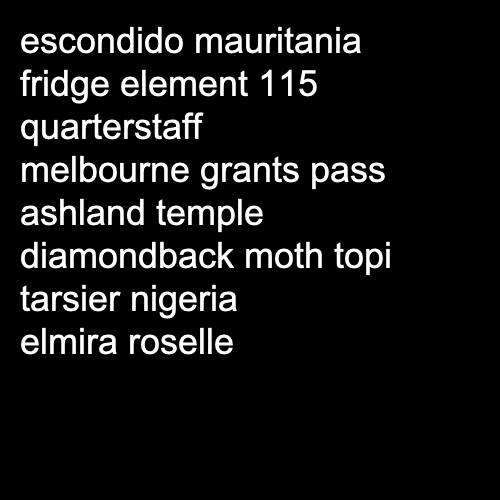 escondido mauritania
fridge element 115
quarterstaff
melbourne grants pass
ashland temple
diamondback moth topi
tarsier nigeria
elmira roselle